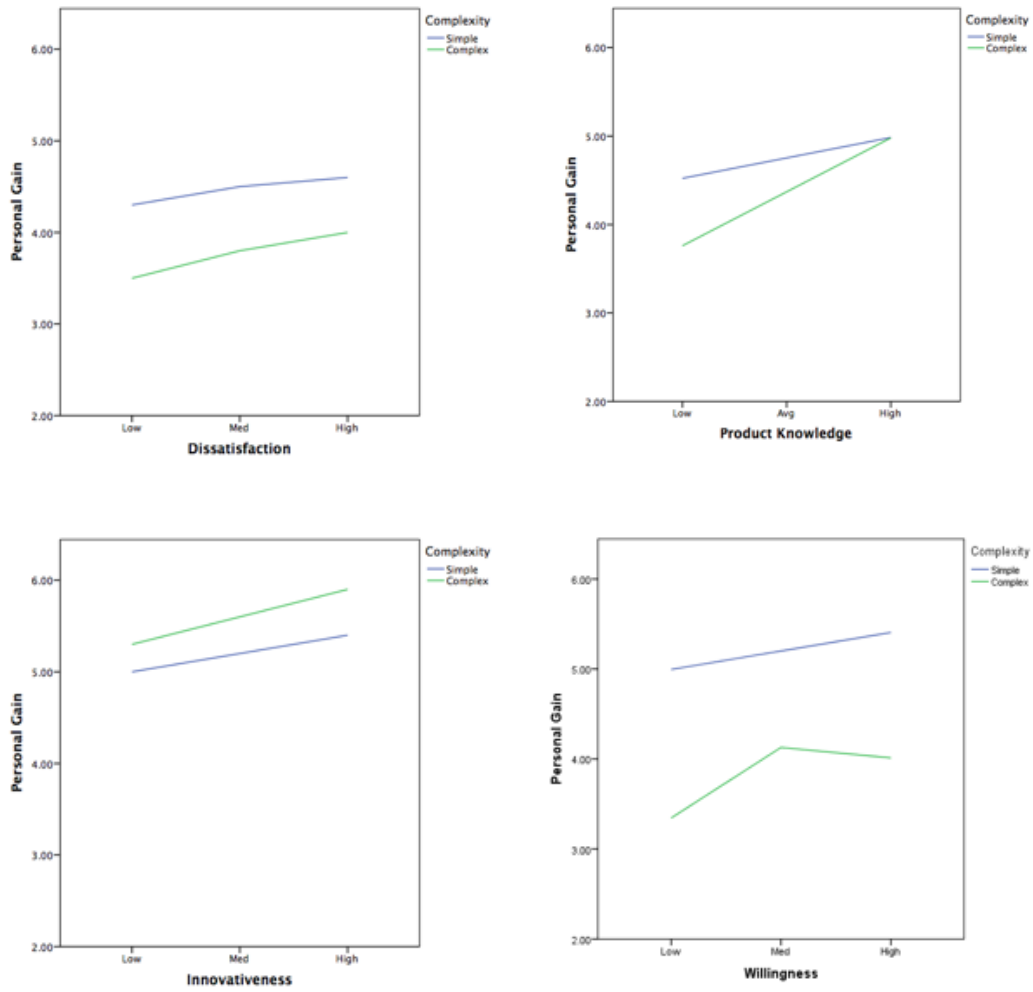 Complexity
Simple
Complex
6.00
5.00
4.00
3.00
2.00
Personal Gain
Low
Med
High
Dissatisfaction
Complexity
Simple
Complex
6.00
5.00
4.00
3.00
2.00
Personal Gain
Low
Avg
High
Product Knowledge
Complexity
Simple
Complex
6.00
5.00
4.00
3.00
2.00
Personal Gain
Low
Med
High
Innovativeness
Complexity
Simple
Complex
6.00
5.00
4.00
3.00
2.00
Personal Gain
Low
Med
High
Willingness